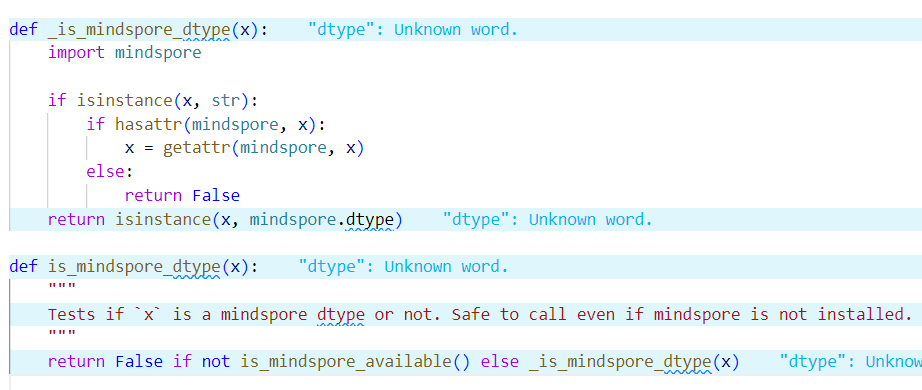 def _is_mindspore_dtype(x):    "dtype": Unknown word.
    import mindspore

    if isinstance(x, str):
        if hasattr(mindspore, x):
            x = getattr(mindspore, x)
        else:
            return False
    return isinstance(x, mindspore.dtype)    "dtype": Unknown word.

def is_mindspore_dtype(x):    "dtype": Unknown word.
    """
    Tests if `x` is a mindspore dtype or not. Safe to call even if mindspore is not installed.
    """
    return False if not is_mindspore_available() else _is_mindspore_dtype(x)    "dtype": Unknow